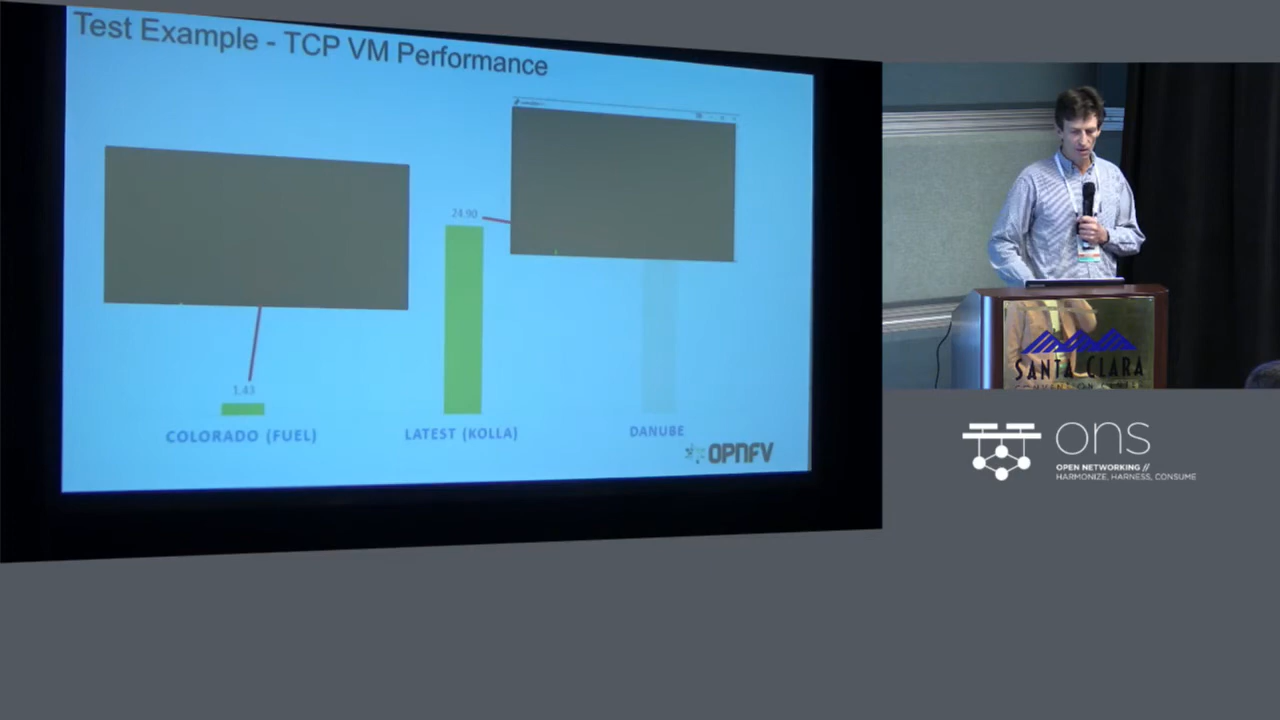 Test Example - TCP VM Performance
24.90
1.43
COLORADO (FUEL)
LATEST (KOLLA)
DANUBE
OPNFV
SANTA CLARA
ons
OPEN NETWORKING //
HARMONIZE, HARNESS, CONSUME